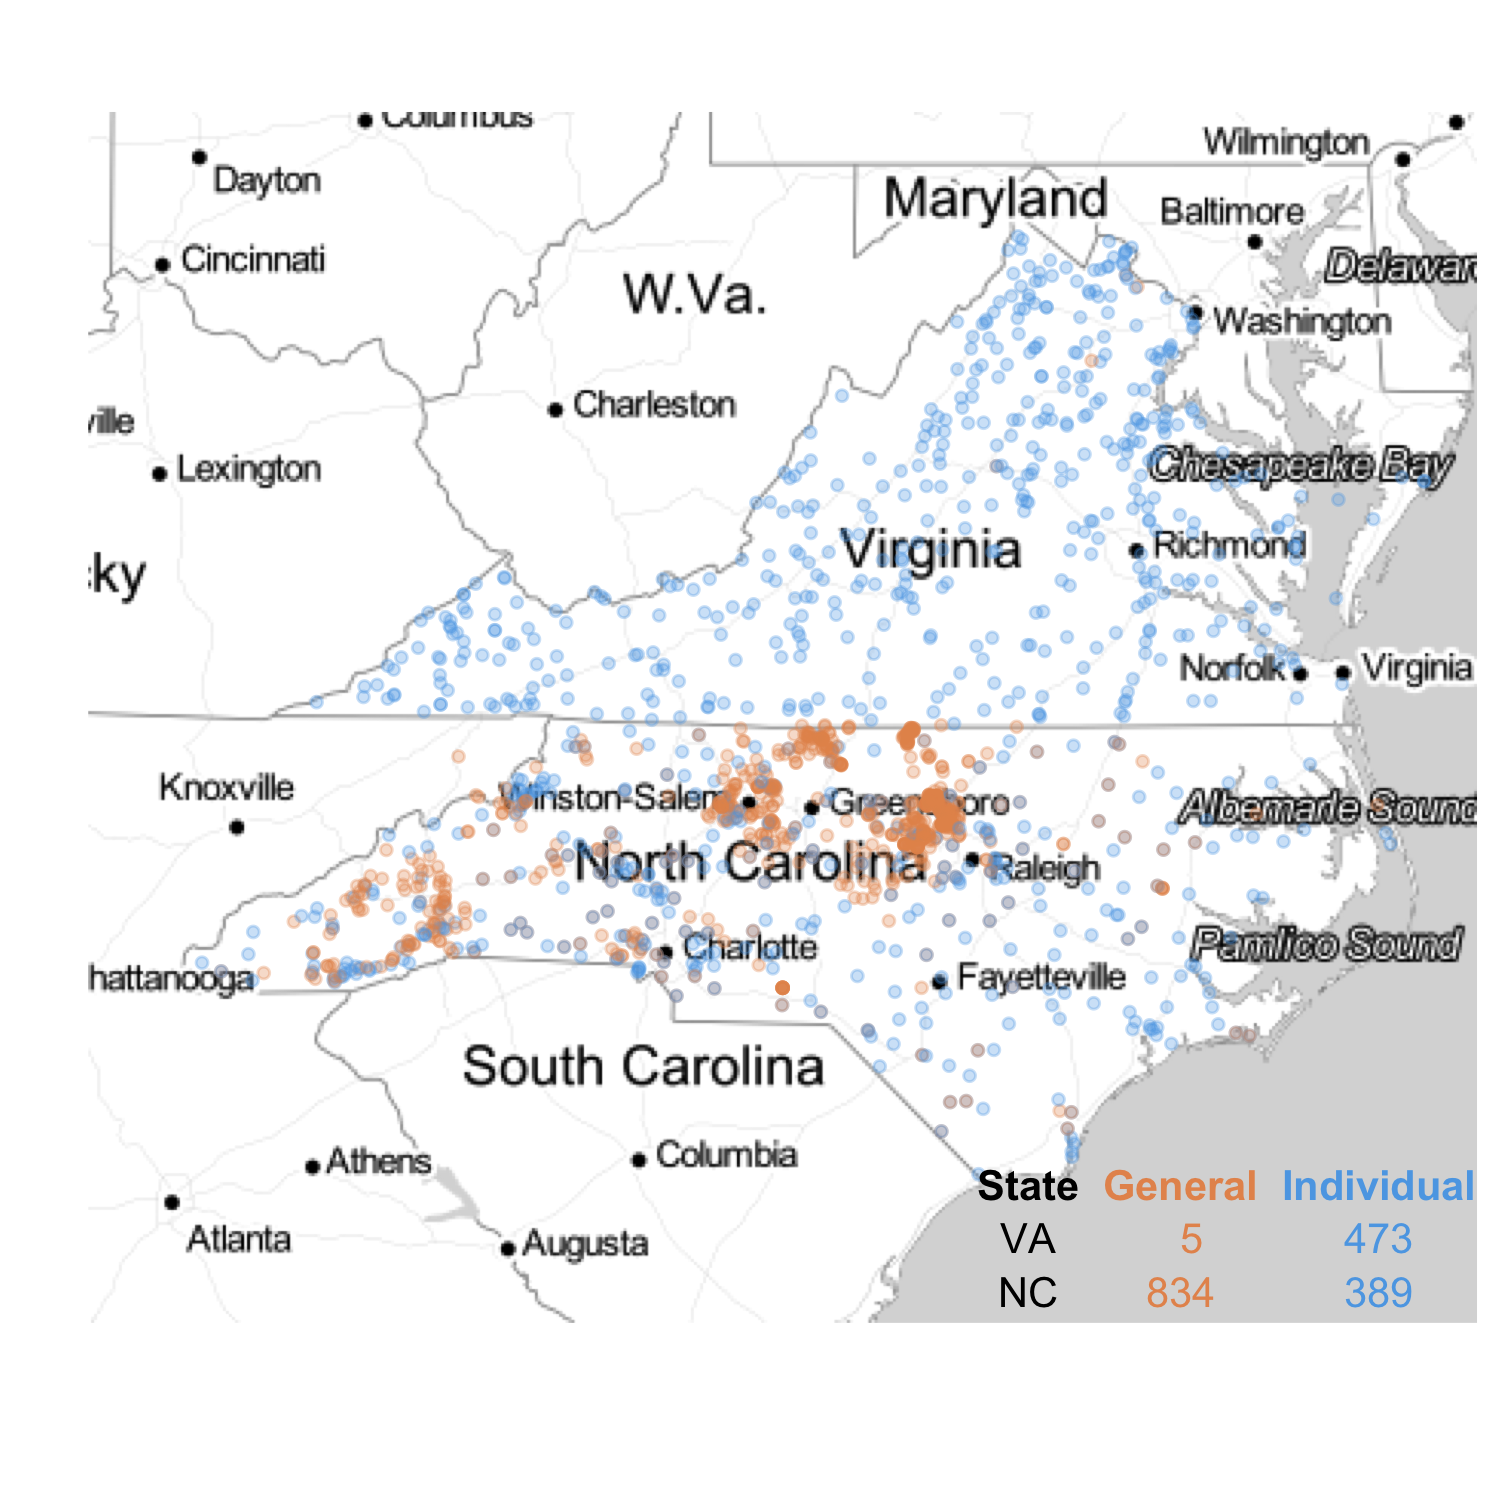 Columbus
Wilmington
Dayton
Maryland
Baltimore
Cincinnati
Delawar
W.Va.
Washington
Charleston
ville
Chesapeake Bay
Lexington
Virginia
Richmond
ky
Norfolk
Virginia
Knoxville
Winston-Salem
Greensboro
Albemarle Sound
North Carolina
Raleigh
Charlotte
Pamlico Sound
hattanooga
Fayetteville
South Carolina
Athens
Columbia
State General Individual
Atlanta
Augusta
VA 5 473
NC 834 389